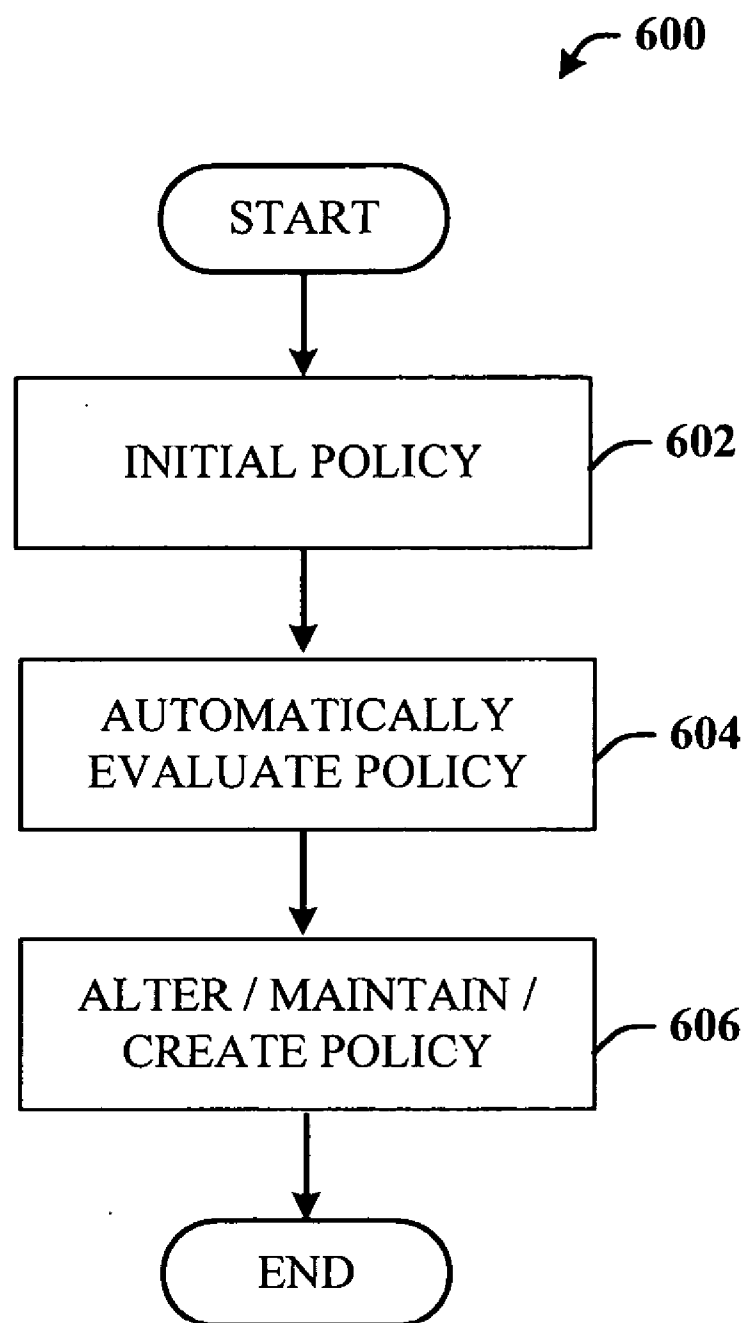 600
START
INITIAL POLICY
602
AUTOMATICALLY
EVALUATE POLICY
604
ALTER / MAINTAIN /
CREATE POLICY
606
END